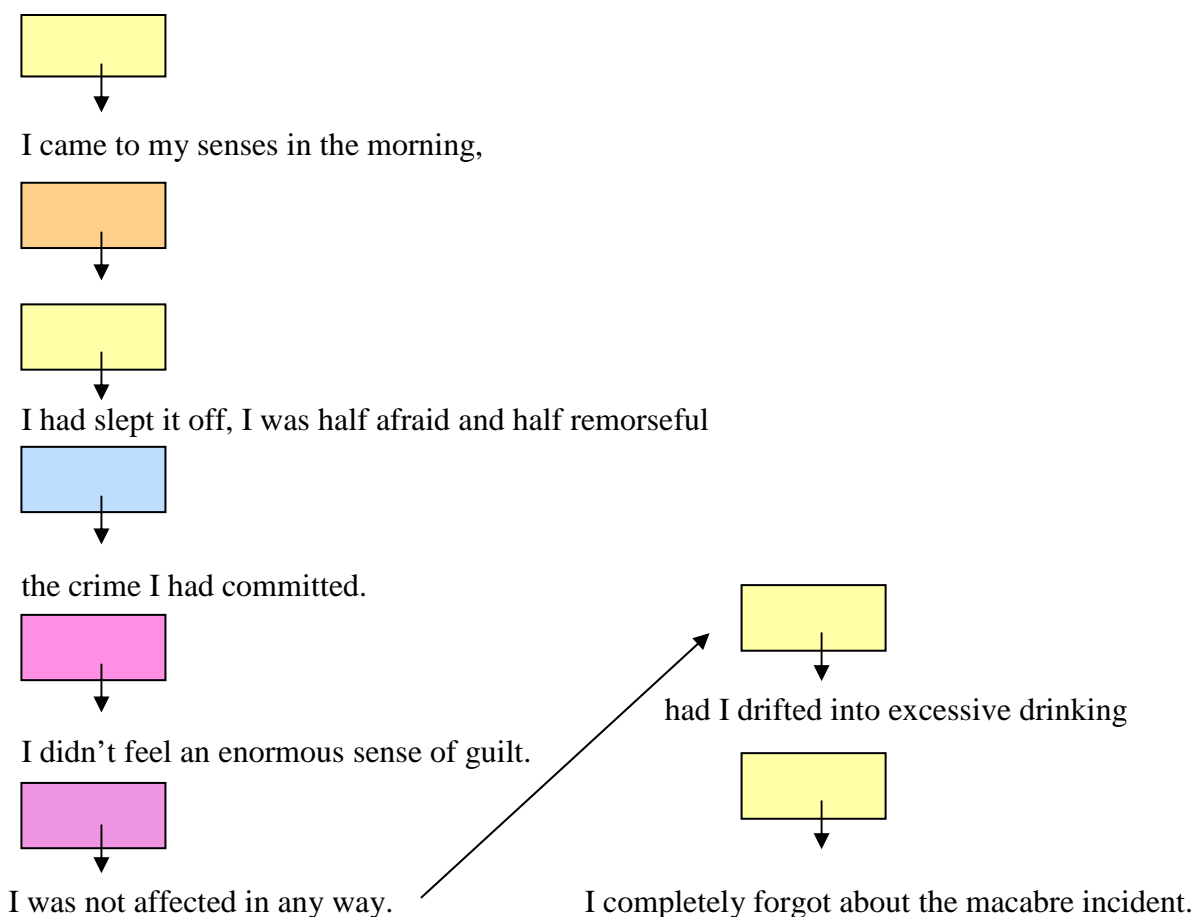 I came to my senses in the morning,
I had slept it off, I was half afraid and half remorseful
the crime I had committed.
I didn’t feel an enormous sense of guilt.
I was not affected in any way.
had I drifted into excessive drinking
I completely forgot about the macabre incident.